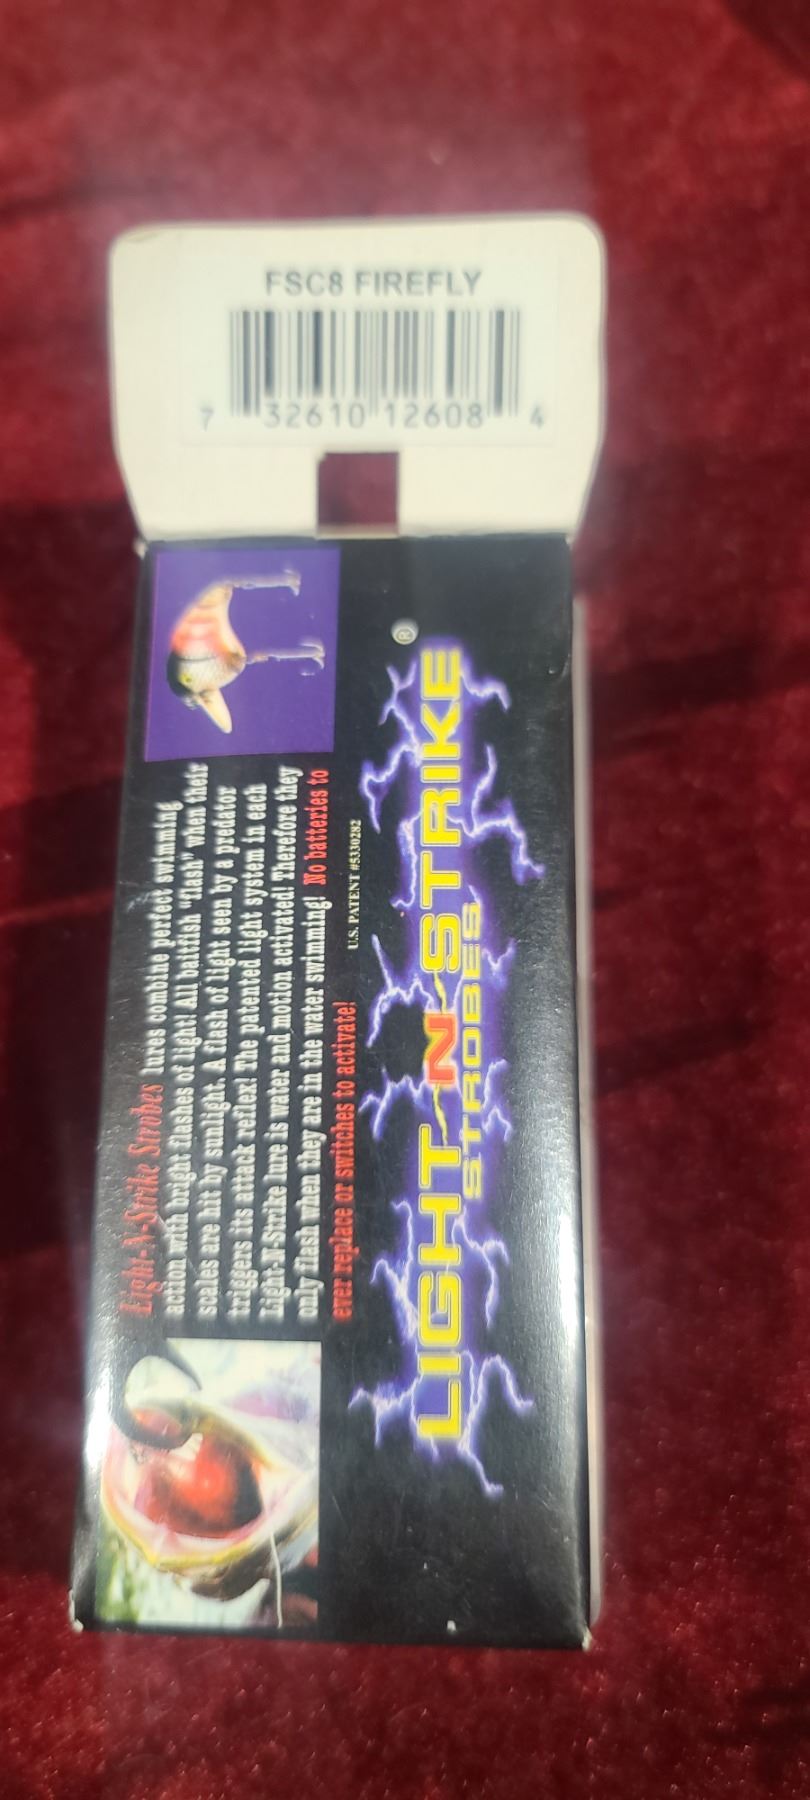 FSC8 FIREFLY
7 32610 12608 4
Light-N-Strike Strobes lures combine perfect swimming
action with bright flashes of light! All baitfish "flash" when their
scales are hit by sunlight. A flash of light seen by a predator
triggers its attack reflex! The patented light system in each
Light-N-Strike lure is water and motion activated! Therefore they
only flash when they are in the water swimming! No batteries to
ever replace or switches to activate!
U.S. PATENT #5330282
LIGHT N STRIKE®
STROBES